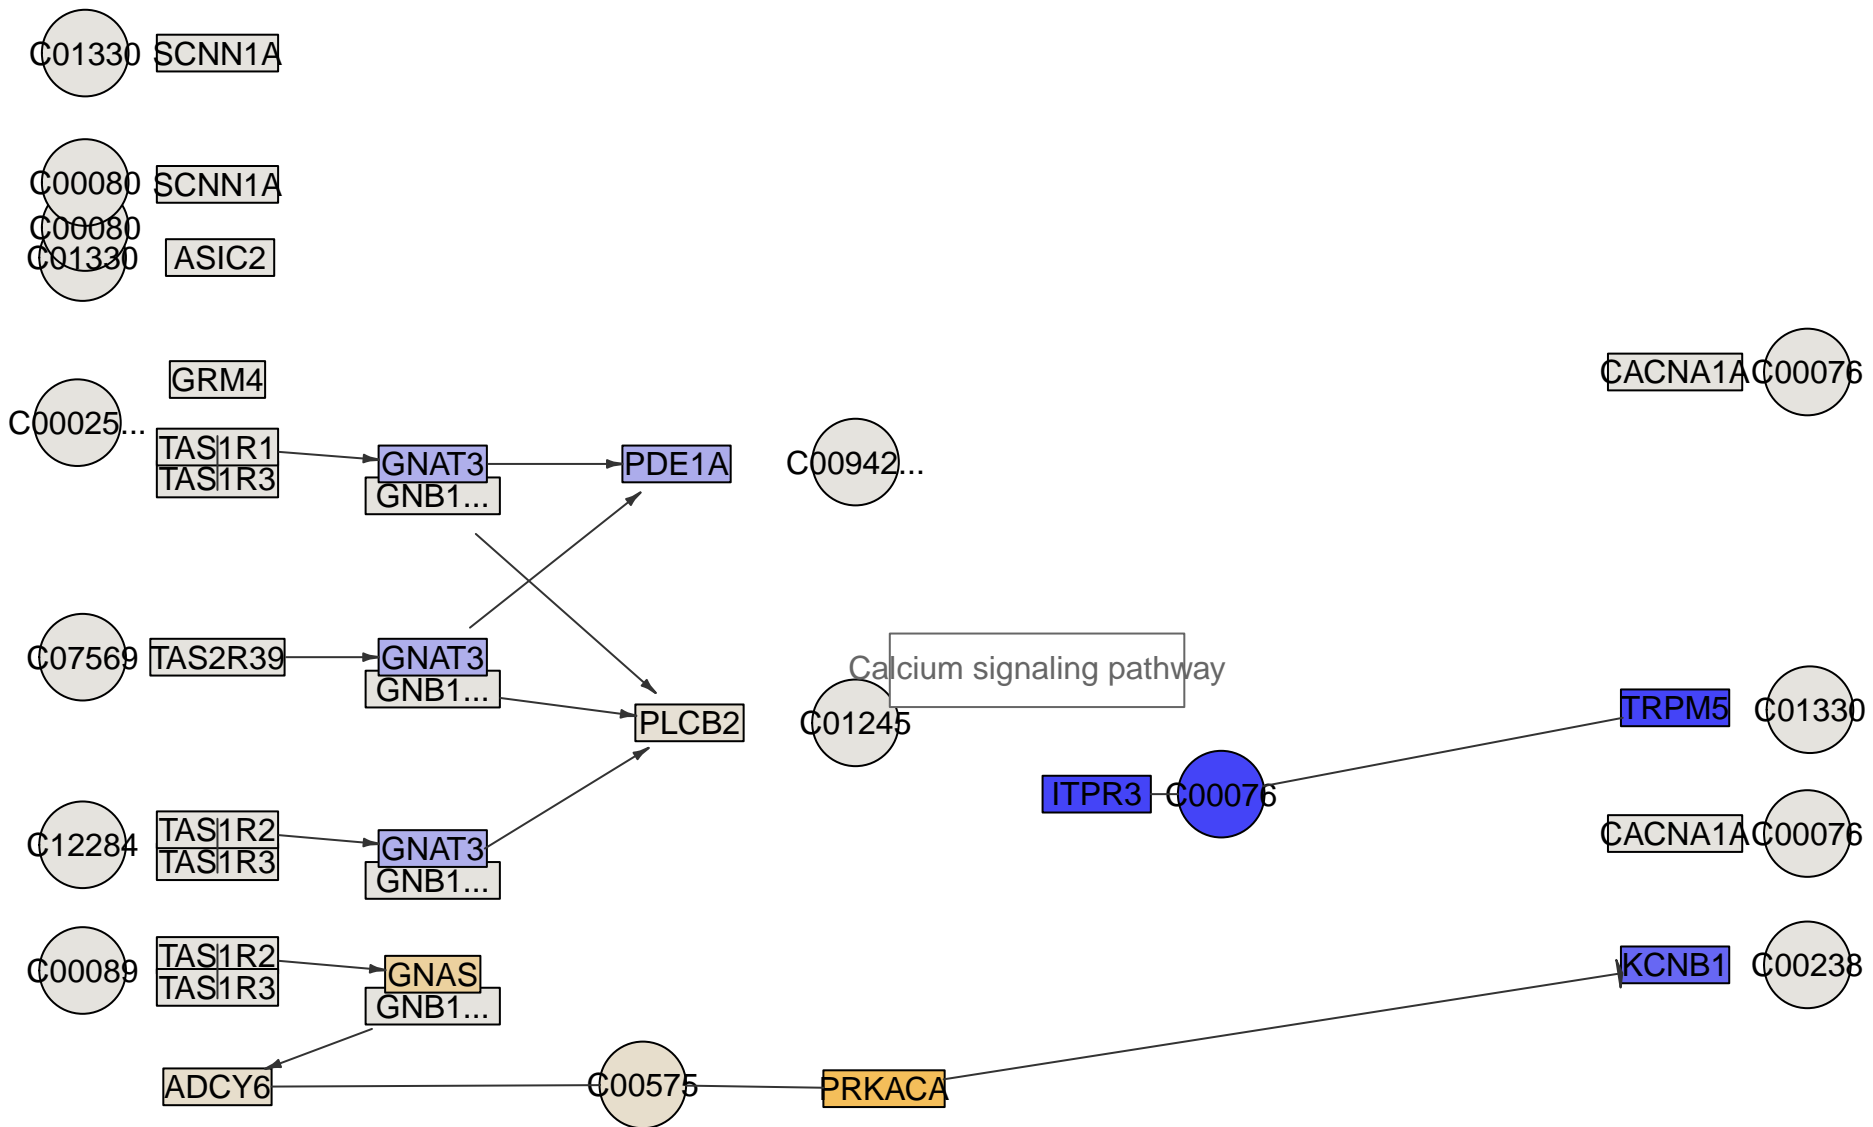 C01330 SCNN1A
C00080 SCNN1A
C00080
C01330 ASIC2
GRM4
CACNA1A C00076
C00025...
TAS1R1
GNAT3 PDE1A C00942...
TAS1R3
GNB1...
C07569 TAS2R39 GNAT3
Calcium signaling pathway
GNB1...
PLCB2 C01245
TRPM5 C01330
ITPR3 C00076
TAS1R2
CACNA1A C00076
C12284
GNAT3
TAS1R3
GNB1...
TAS1R2
C00089
GNAS
KCNB1 C00238
TAS1R3
GNB1...
ADCY6 C00575 PRKACA